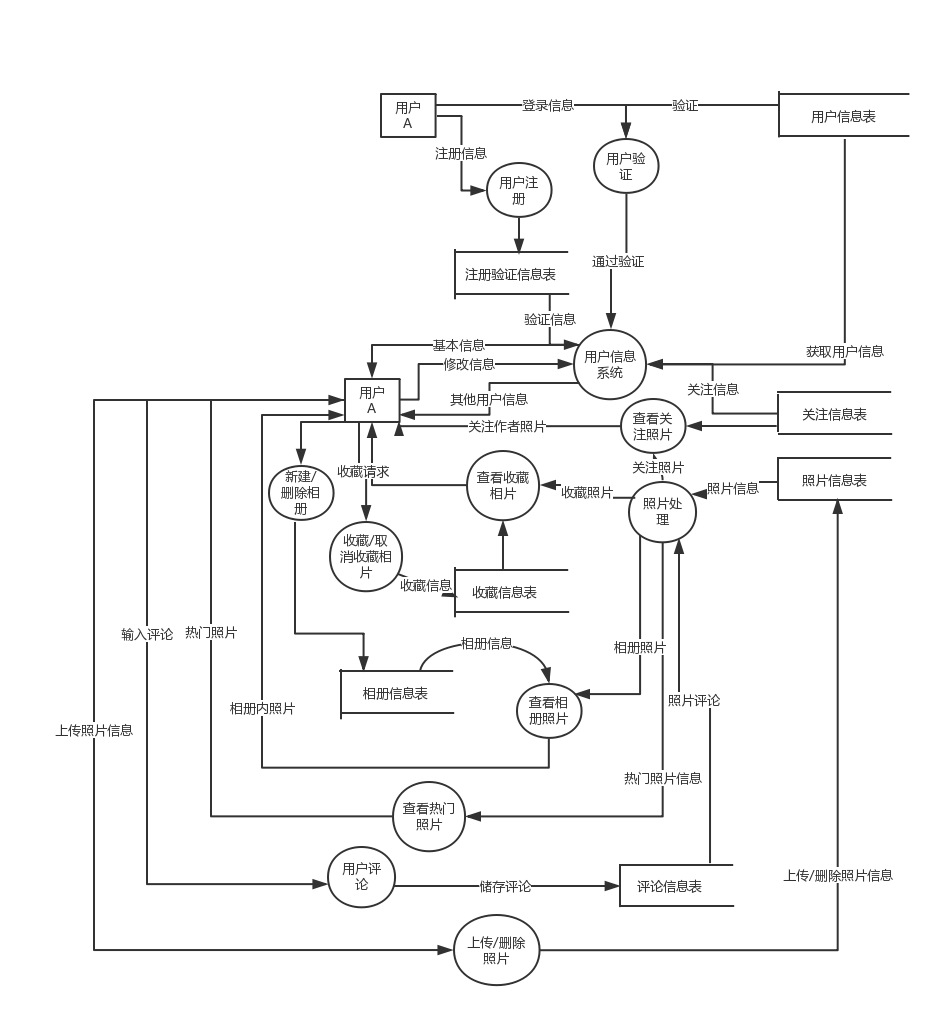 用户
A
登录信息
验证
用户信息表
注册信息
用户验
证
用户注
册
注册验证信息表
通过验证
验证信息
基本信息
修改信息
用户信息
系统
获取用户信息
用户
A
其他用户信息
关注信息
关注信息表
关注作者照片
查看关
注照片
收藏请求
关注照片
新建/
删除相
册
查看收藏
相片
收藏照片
照片处
理
照片信息
照片信息表
收藏/取
消收藏相
片
收藏信息
收藏信息表
输入评论
热门照片
相册信息
相册照片
相册内照片
相册信息表
查看相
册照片
照片评论
上传照片信息
热门照片信息
查看热门
照片
用户评
论
储存评论
评论信息表
上传/删除照片信息
上传/删除
照片